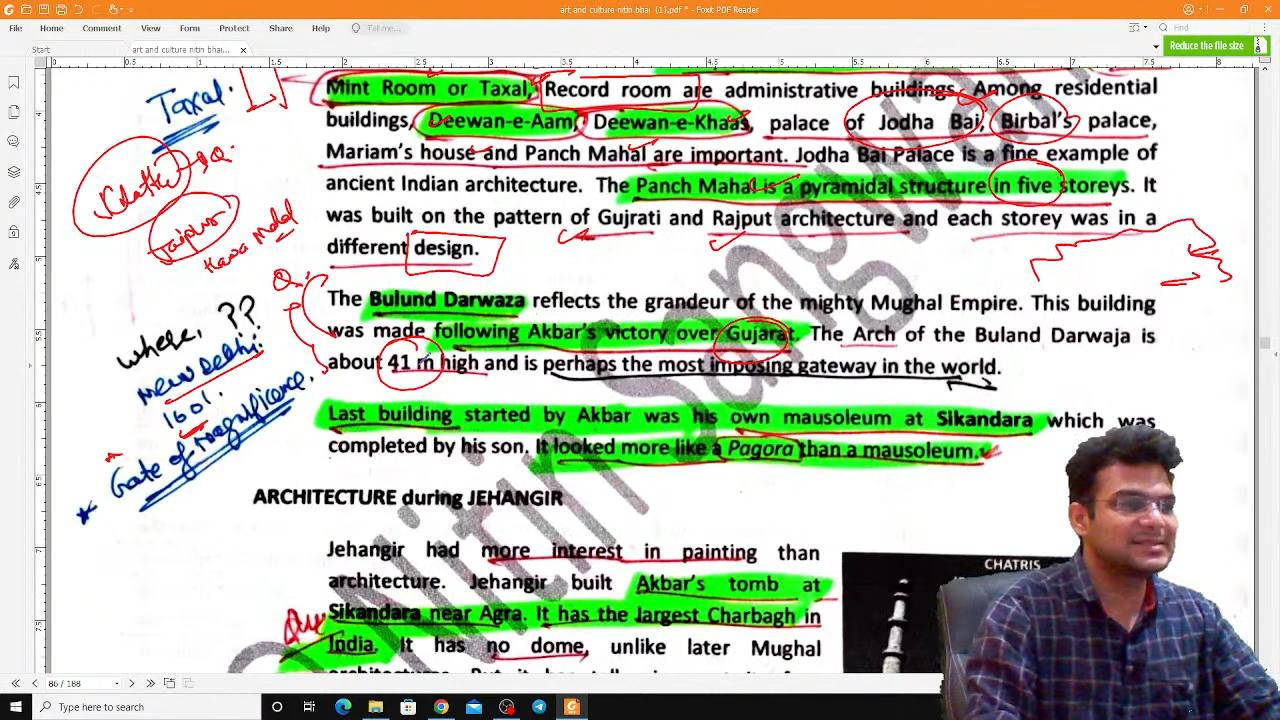 art and culture nitin bhai {1}.pdf * - Foxit PDF Reader
File Home Comment View Form Protect Share Help Tell me...
Start art and culture nitin bhai... Reduce the file size
Taxal.
Mint Room or Taxal, Record room are administrative buildings. Among residential
buildings, Deewan-e-Aam, Deewan-e-Khaas, palace of Jodha Bai, Birbal's palace,
Mariam's house and Panch Mahal are important. Jodha Bai Palace is a fine example of
ancient Indian architecture. The Panch Mahal is a pyramidal structure in five storeys. It
was built on the pattern of Gujrati and Rajput architecture and each storey was in a
different design.
Jaipur
Hawa Mahal
Q.
The Bulund Darwaza reflects the grandeur of the mighty Mughal Empire. This building
was made following Akbar's victory over Gujarat. The Arch of the Buland Darwaja is
about 41 m high and is perhaps the most imposing gateway in the world.
where, ??
New Delhi
1601.
Gate of Magnificence.
Last building started by Akbar was his own mausoleum at Sikandara which was
completed by his son. It looked more like a Pagora than a mausoleum.
ARCHITECTURE during JEHANGIR
Jehangir had more interest in painting than
architecture. Jehangir built Akbar's tomb at
Sikandara near Agra. It has the largest Charbagh in
India. It has no dome, unlike later Mughal
Que
CHATRIS
Nitin Sangwan
86 / 188
Type here to search